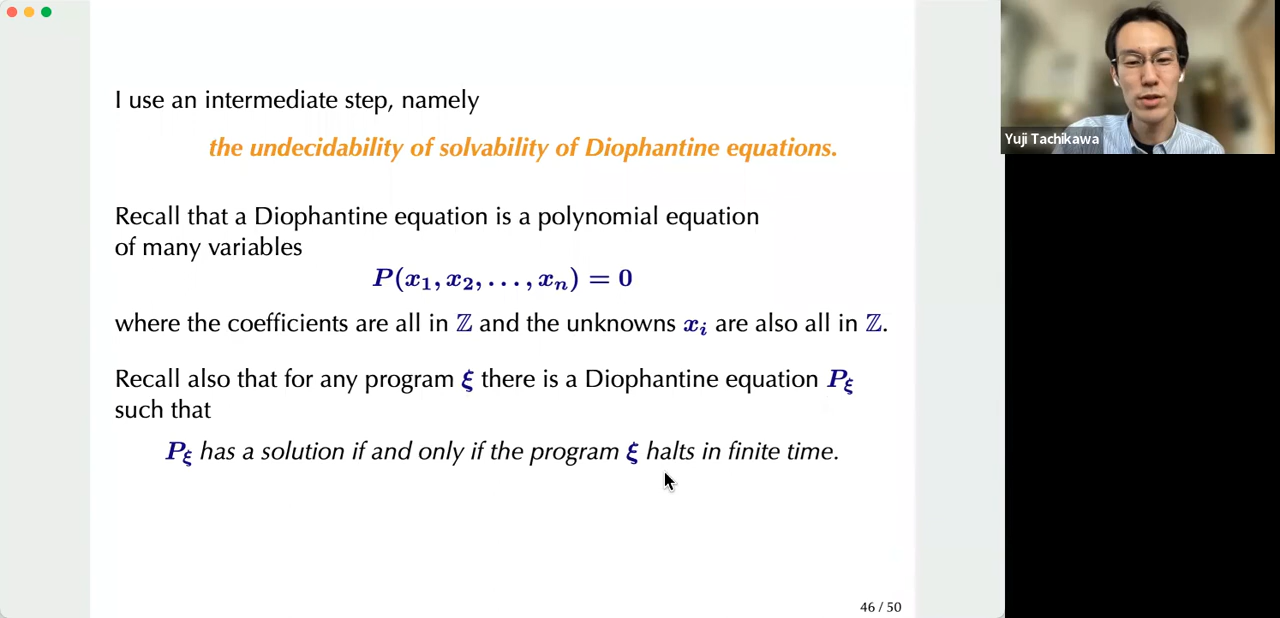 I use an intermediate step, namely
the undecidability of solvability of Diophantine equations.
Recall that a Diophantine equation is a polynomial equation
of many variables
P(x₁, x₂, . . . , xₙ) = 0
where the coefficients are all in ℤ and the unknowns xᵢ are also all in ℤ.
Recall also that for any program ξ there is a Diophantine equation P_ξ
such that
P_ξ has a solution if and only if the program ξ halts in finite time.
46 / 50
Yuji Tachikawa